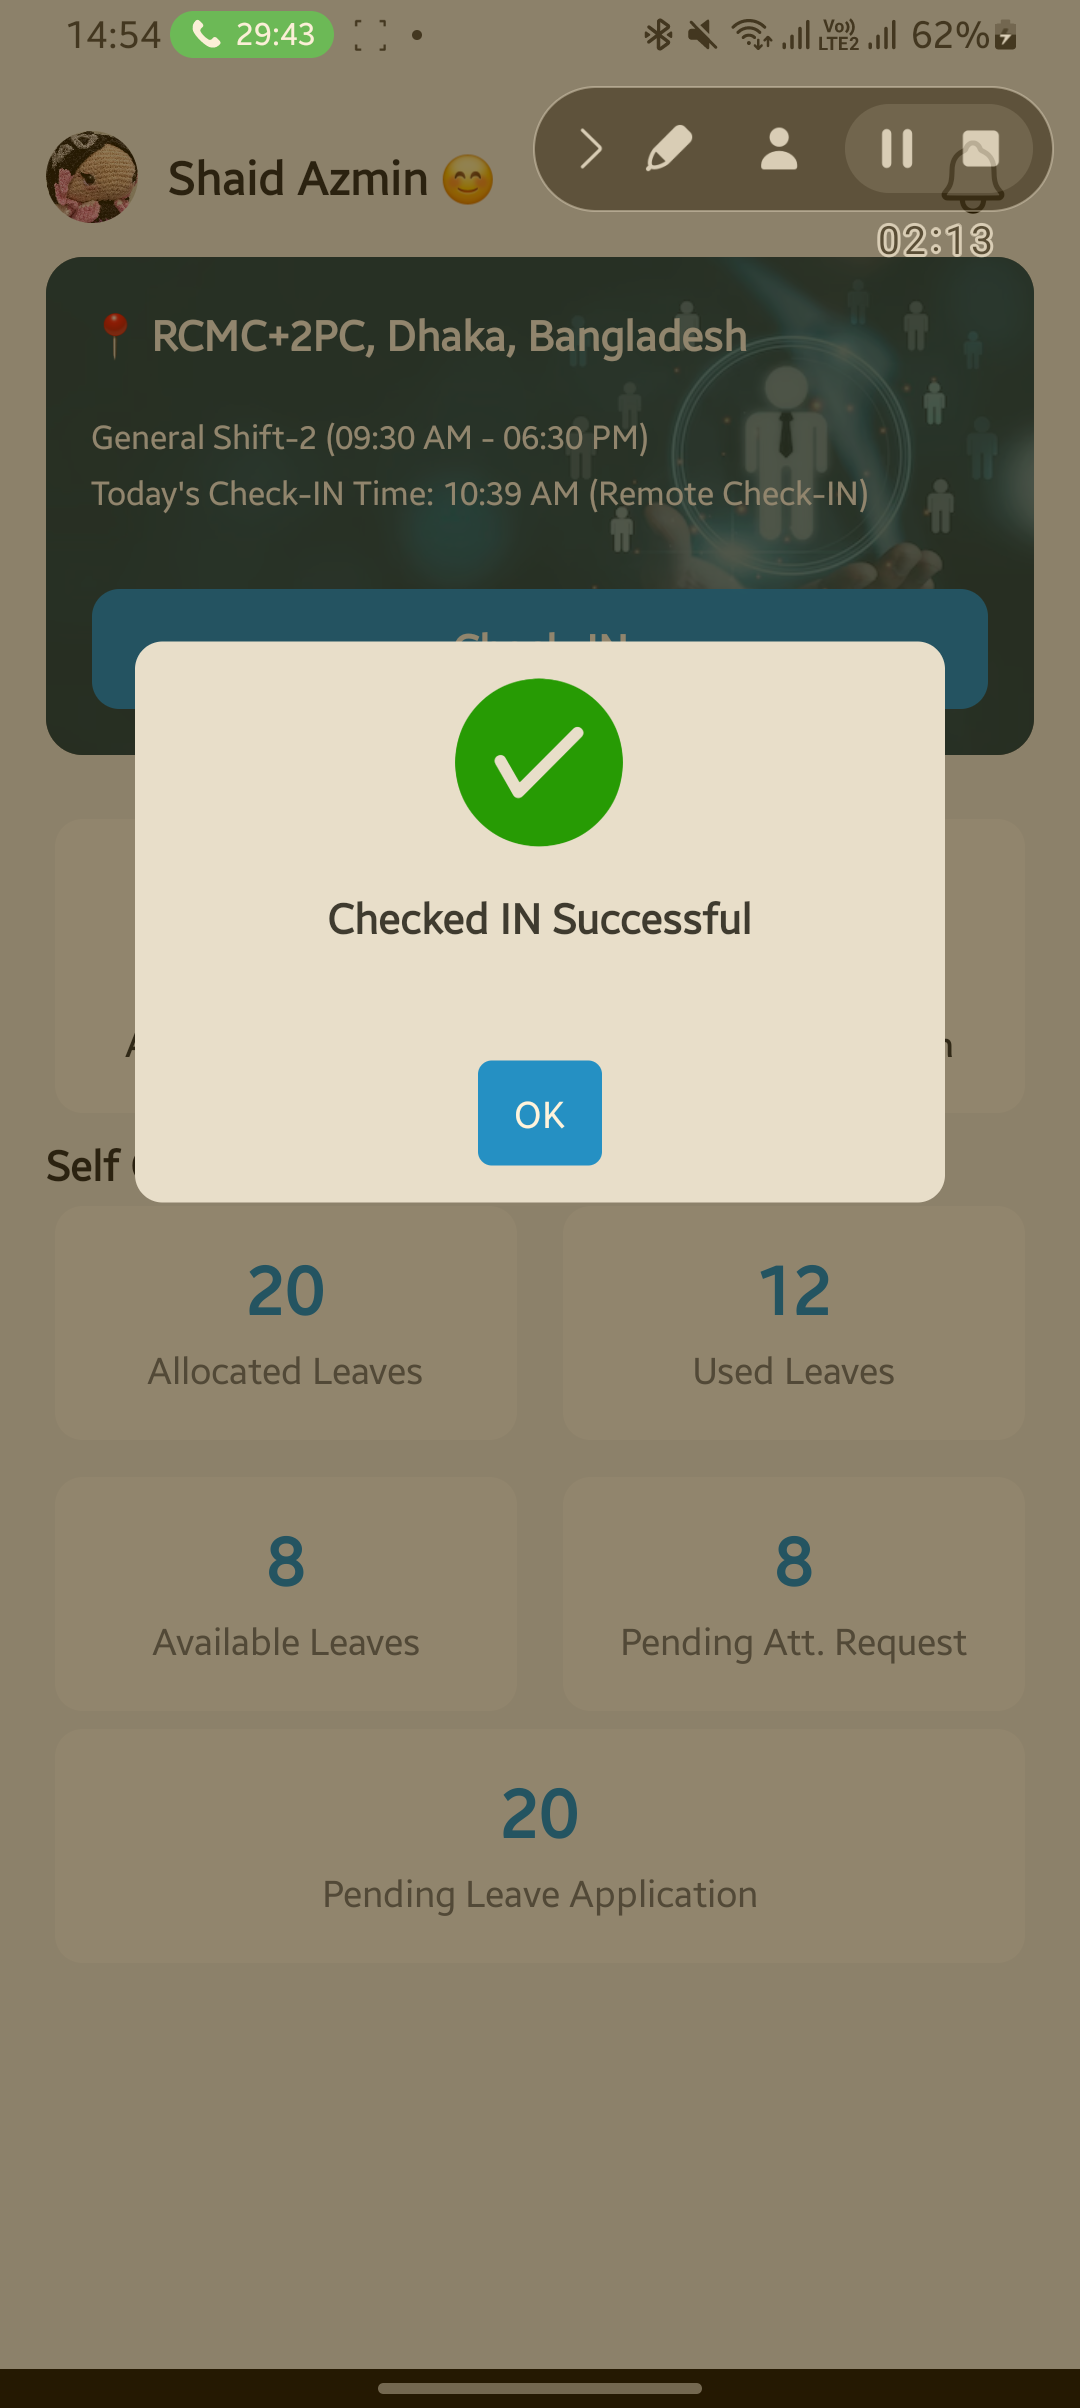 14:54 29:43 Vo)) LTE2 62%
Shaid Azmin 😊
02:13
📍 RCMC+2PC, Dhaka, Bangladesh
General Shift-2 (09:30 AM - 06:30 PM)
Today's Check-IN Time: 10:39 AM (Remote Check-IN)
Checked IN Successful
OK
Self
20
Allocated Leaves
12
Used Leaves
8
Available Leaves
8
Pending Att. Request
20
Pending Leave Application